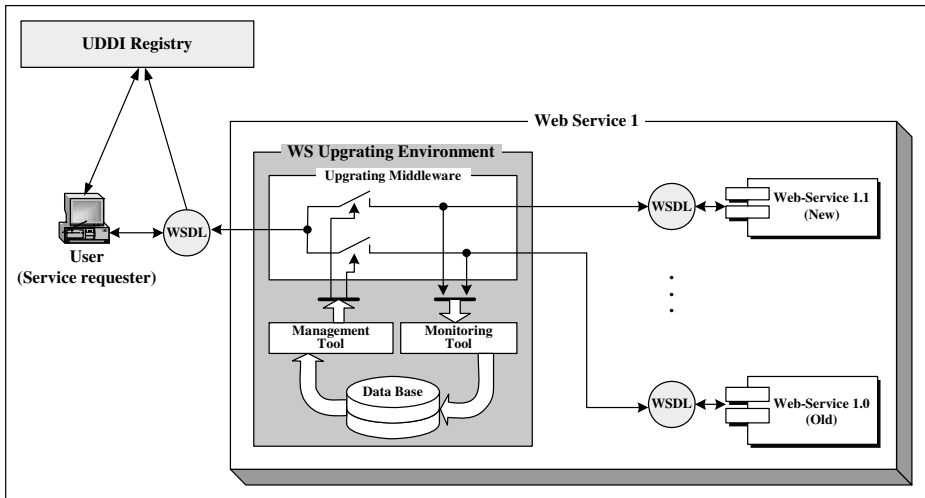 UDDI Registry
Web Service 1
WS Upgrating Environment
Upgrating Middleware
WSDL
Web-Service 1.1
(New)
WSDL
User
(Service requester)
Management
Tool
Monitoring
Tool
Data Base
WSDL
Web-Service 1.0
(Old)